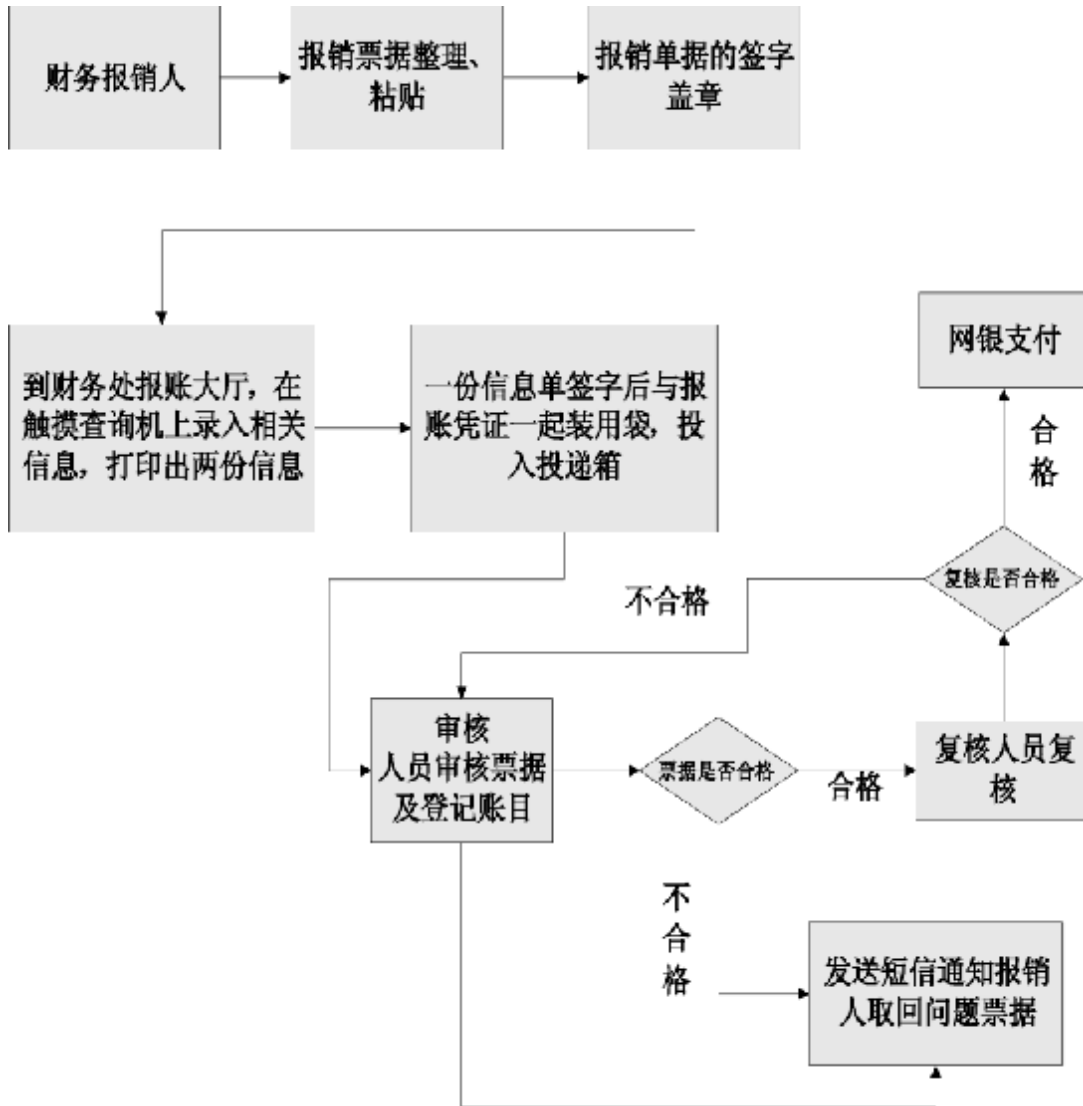 财务报销人
报销票据整理、
粘贴
报销单据的签字
盖章
到财务处报账大厅，在
触摸查询机上录入相关
信息，打印出两份信息
一份信息单签字后与报
账凭证一起装用袋，投
入投递箱
网银支付
合
格
复核是否合格
不合格
审核
人员审核票据
及登记账目
票据是否合格
合格
复核人员复
核
不
合
格
发送短信通知报销
人取回问题票据